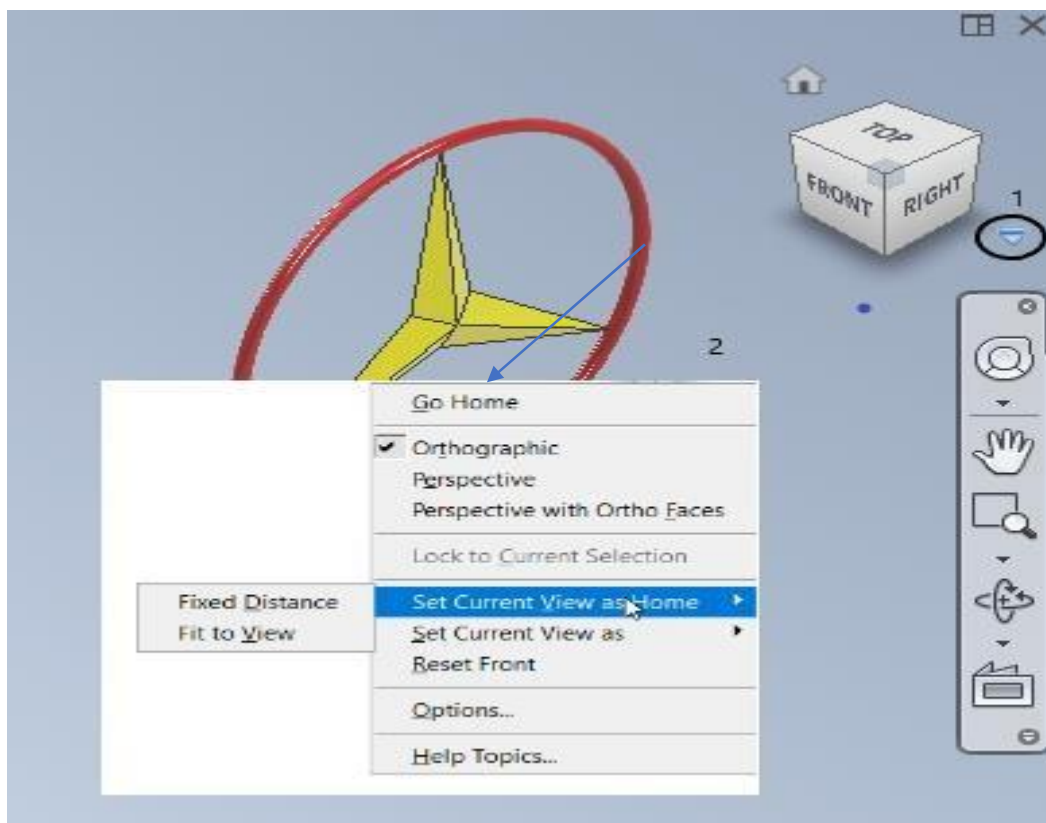 TOP
FRONT
RIGHT
1
2
Go Home
Orthographic
Perspective
Perspective with Ortho Faces
Lock to Current Selection
Set Current View as Home
Fixed Distance
Set Current View as
Fit to View
Reset Front
Options...
Help Topics...